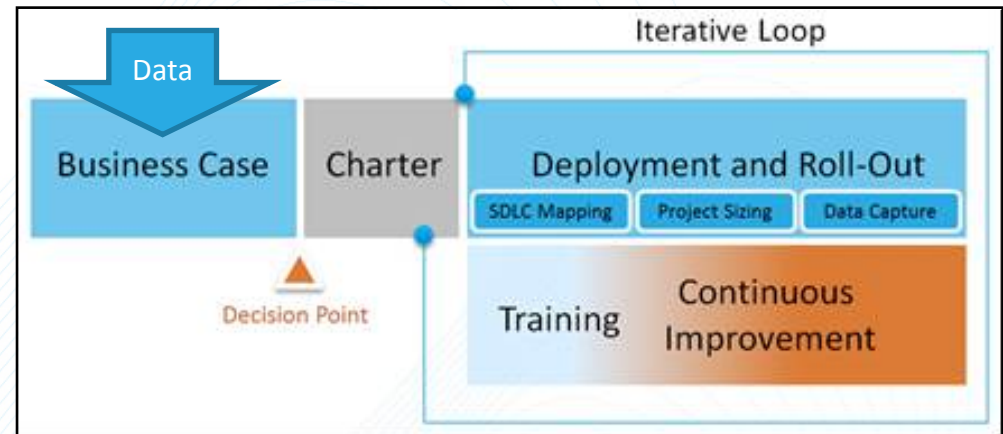 Iterative Loop
Data
Business Case
Charter
Deployment and Roll-Out
SDLC Mapping
Project Sizing
Data Capture
Decision Point
Training
Continuous
Improvement